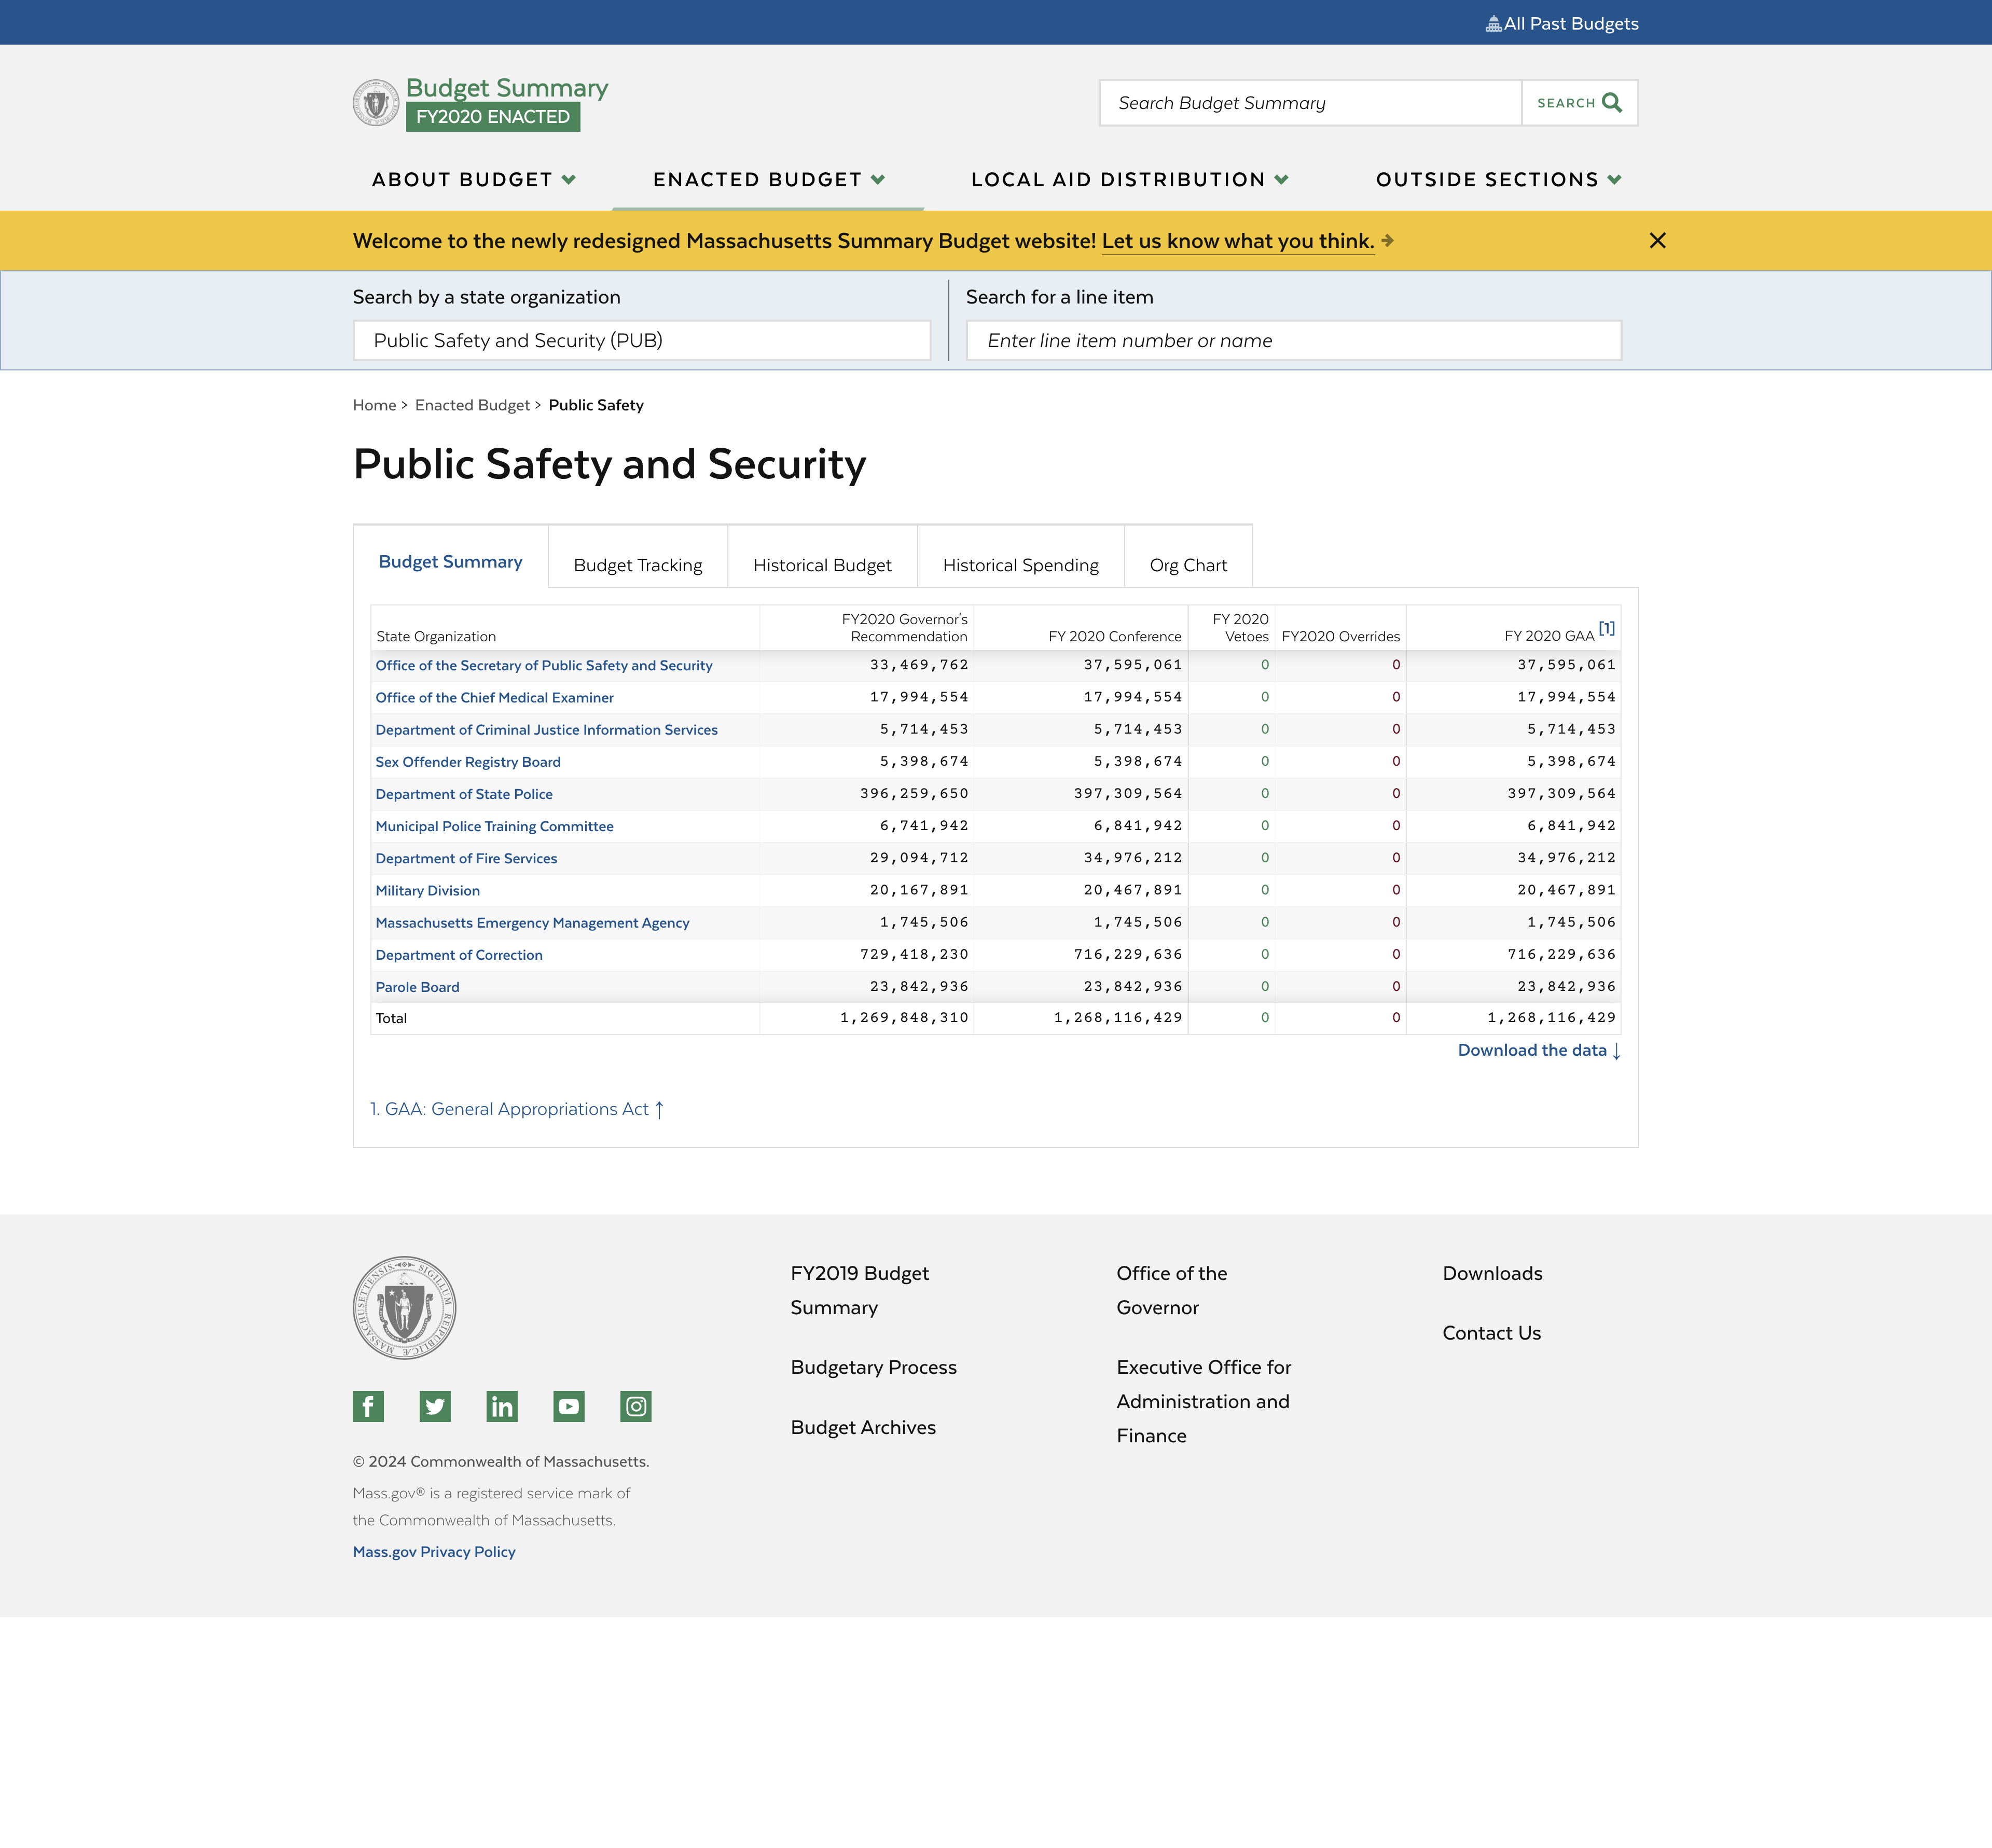 All Past Budgets
Budget Summary
FY2020 ENACTED
Search Budget Summary
SEARCH
ABOUT BUDGET
ENACTED BUDGET
LOCAL AID DISTRIBUTION
OUTSIDE SECTIONS
Welcome to the newly redesigned Massachusetts Summary Budget website! Let us know what you think.
Search by a state organization
Public Safety and Security (PUB)
Search for a line item
Enter line item number or name
Home > Enacted Budget > Public Safety
Public Safety and Security
Budget Summary
Budget Tracking
Historical Budget
Historical Spending
Org Chart
State Organization FY2020 Governor's Recommendation FY 2020 Conference FY 2020 Vetoes FY2020 Overrides FY 2020 GAA [1]
Office of the Secretary of Public Safety and Security 33,469,762 37,595,061 0 0 37,595,061
Office of the Chief Medical Examiner 17,994,554 17,994,554 0 0 17,994,554
Department of Criminal Justice Information Services 5,714,453 5,714,453 0 0 5,714,453
Sex Offender Registry Board 5,398,674 5,398,674 0 0 5,398,674
Department of State Police 396,259,650 397,309,564 0 0 397,309,564
Municipal Police Training Committee 6,741,942 6,841,942 0 0 6,841,942
Department of Fire Services 29,094,712 34,976,212 0 0 34,976,212
Military Division 20,167,891 20,467,891 0 0 20,467,891
Massachusetts Emergency Management Agency 1,745,506 1,745,506 0 0 1,745,506
Department of Correction 729,418,230 716,229,636 0 0 716,229,636
Parole Board 23,842,936 23,842,936 0 0 23,842,936
Total 1,269,848,310 1,268,116,429 0 0 1,268,116,429
Download the data ↓
1. GAA: General Appropriations Act ↑
SIGILLUM REIPUBLICÆ MASSACHUSETTENSIS
© 2024 Commonwealth of Massachusetts.
Mass.gov® is a registered service mark of
the Commonwealth of Massachusetts.
Mass.gov Privacy Policy
FY2019 Budget
Summary
Budgetary Process
Budget Archives
Office of the
Governor
Executive Office for
Administration and
Finance
Downloads
Contact Us